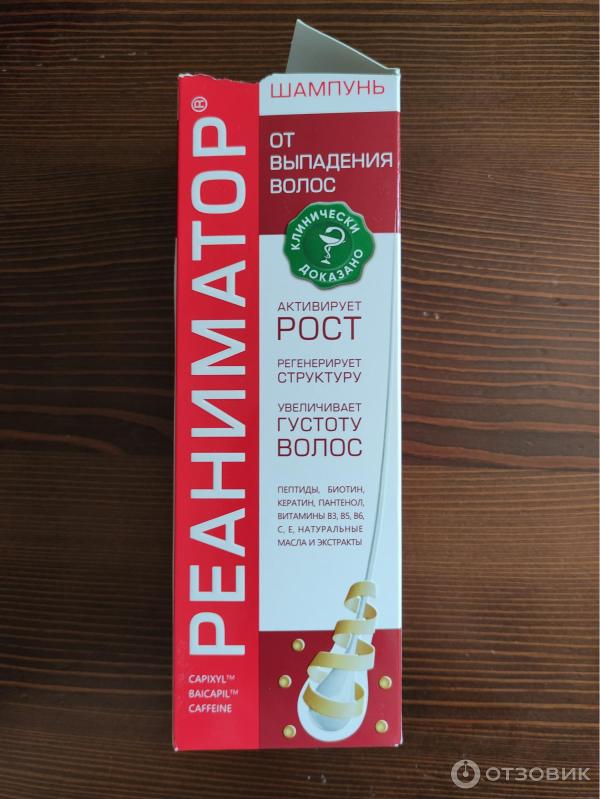 РЕАНИМАТОР®
CAPIXYL™
BAICAPIL™
CAFFEINE
ШАМПУНЬ
ОТ
ВЫПАДЕНИЯ
ВОЛОС
КЛИНИЧЕСКИ
ДОКАЗАНО
АКТИВИРУЕТ
РОСТ
РЕГЕНЕРИРУЕТ
СТРУКТУРУ
УВЕЛИЧИВАЕТ
ГУСТОТУ
ВОЛОС
ПЕПТИДЫ, БИОТИН,
КЕРАТИН, ПАНТЕНОЛ,
ВИТАМИНЫ B3, B5, B6,
C, E, НАТУРАЛЬНЫЕ
МАСЛА И ЭКСТРАКТЫ
ОТЗОВИК